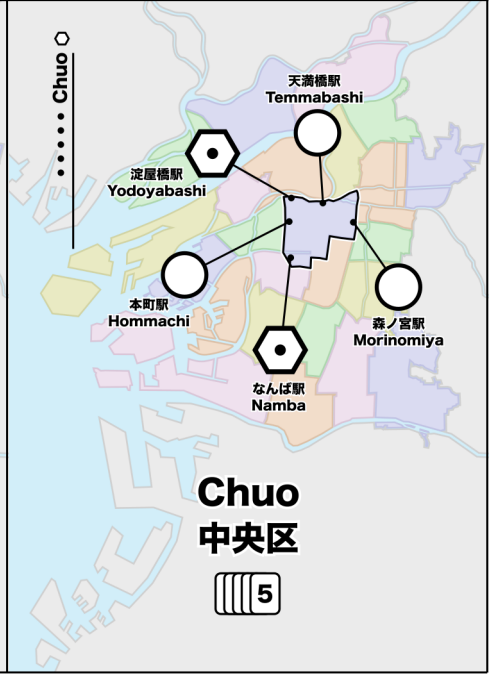 Chuo
天満橋駅
Temmabashi
淀屋橋駅
Yodoyabashi
本町駅
Hommachi
森ノ宮駅
Morinomiya
なんば駅
Namba
Chuo
中央区
5